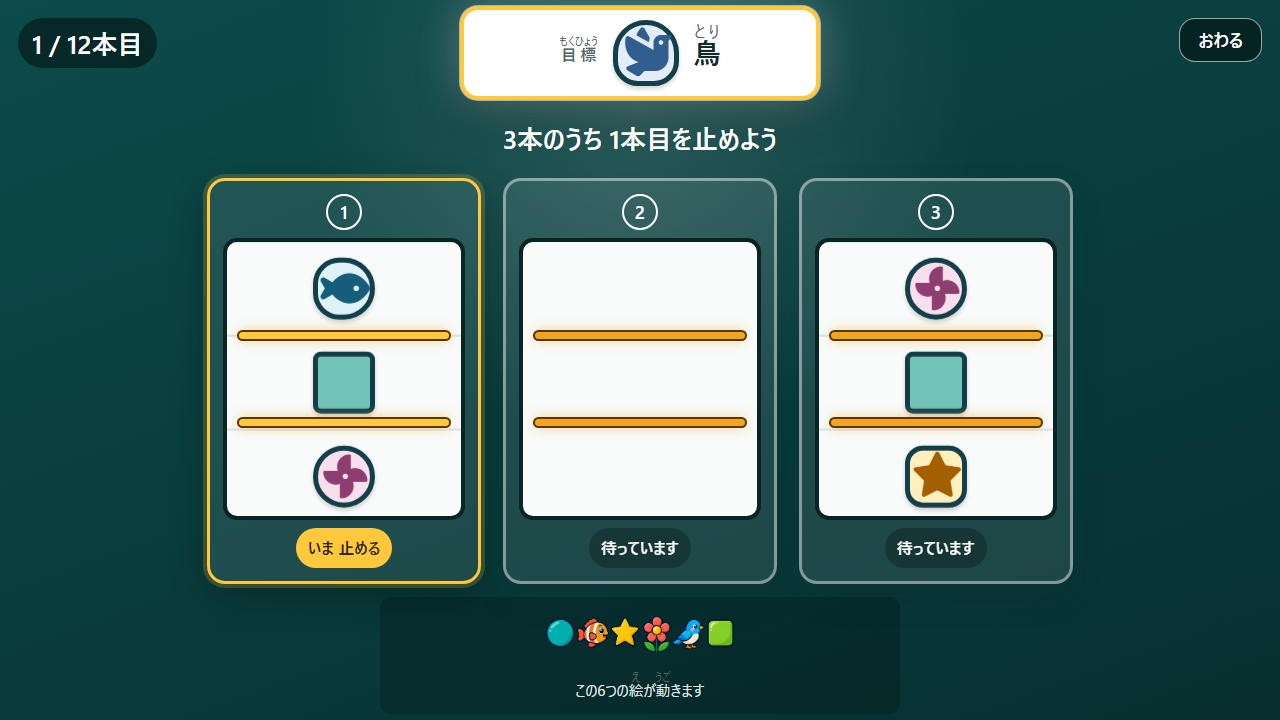 1 / 12本目
もくひょう
目標
とり
鳥
おわる
3本のうち 1本目を止めよう
1
2
3
いま 止める
待っています
待っています
え うご
この6つの絵が動きます